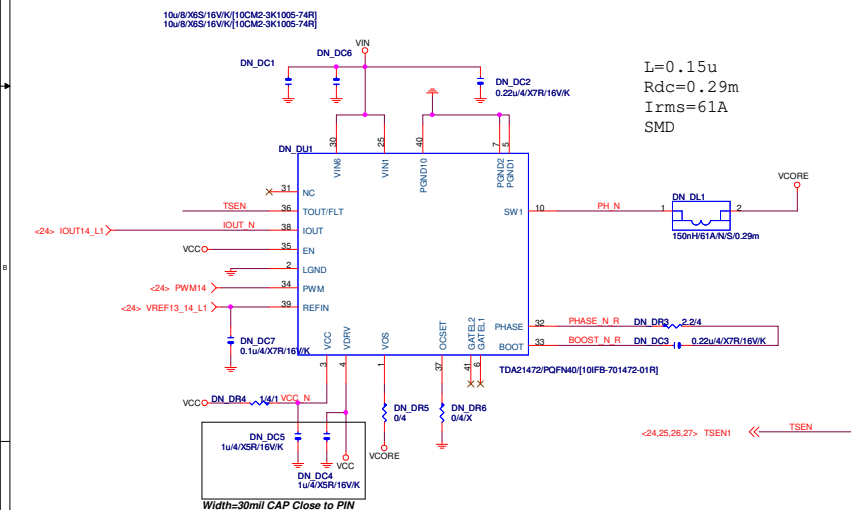 10u/8/X6S/16V/K/[10CM2-3K1005-74R]
10u/8/X6S/16V/K/[10CM2-3K1005-74R]
VIN
DN_DC6
DN_DC1
DN_DC2
0.22u/4/X7R/16V/K
L=0.15u
Rdc=0.29m
Irms=61A
SMD
DN_DU1
30
25
40
7
5
VIN6
VIN1
PGND10
PGND2
PGND1
31
NC
TSEN
36
TOUT/FLT
<24> IOUT14_L1
IOUT_N
38
IOUT
VCC
35
EN
2
LGND
<24> PWM14
34
PWM
<24> VREF13_14_L1
39
REFIN
SW1
10
PH_N
DN_DL1
1
2
150nH/61A/N/S/0.29m
VCORE
DN_DC7
0.1u/4/X7R/16V/K
VCC
VDRV
VOS
OCSET
GATEL2
GATEL1
PHASE
32
PHASE_N_R
DN_DR3
2.2/4
BOOT
33
BOOST_N_R
DN_DC3
0.22u/4/X7R/16V/K
3
4
1
37
41
6
TDA21472/PQFN40/[10IFB-701472-01R]
VCC
DN_DR4
1/4/1
VCC_N
DN_DR5
0/4
VCORE
DN_DR6
0/4/X
DN_DC5
1u/4/X5R/16V/K
VCC
DN_DC4
1u/4/X5R/16V/K
Width=30mil CAP Close to PIN
<24,25,26,27> TSEN1
TSEN
B